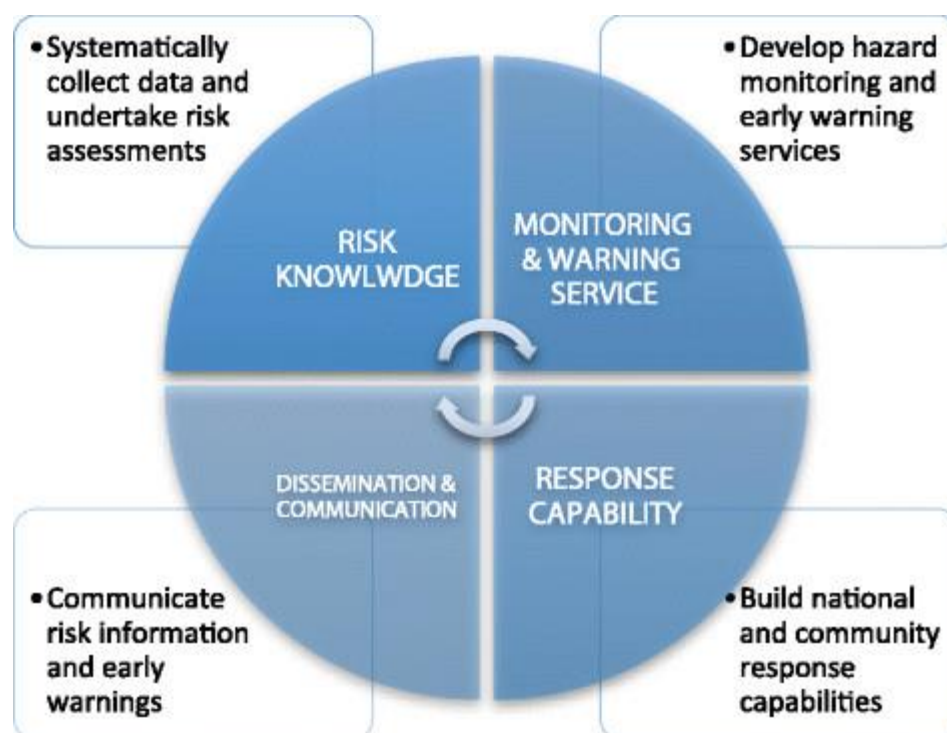 •Systematically
collect data and
undertake risk
assessments
•Develop hazard
monitoring and
early warning
services
RISK
KNOWLWDGE
MONITORING
& WARNING
SERVICE
DISSEMINATION &
COMMUNICATION
RESPONSE
CAPABILITY
•Communicate
risk information
and early
warnings
•Build national
and community
response
capabilities